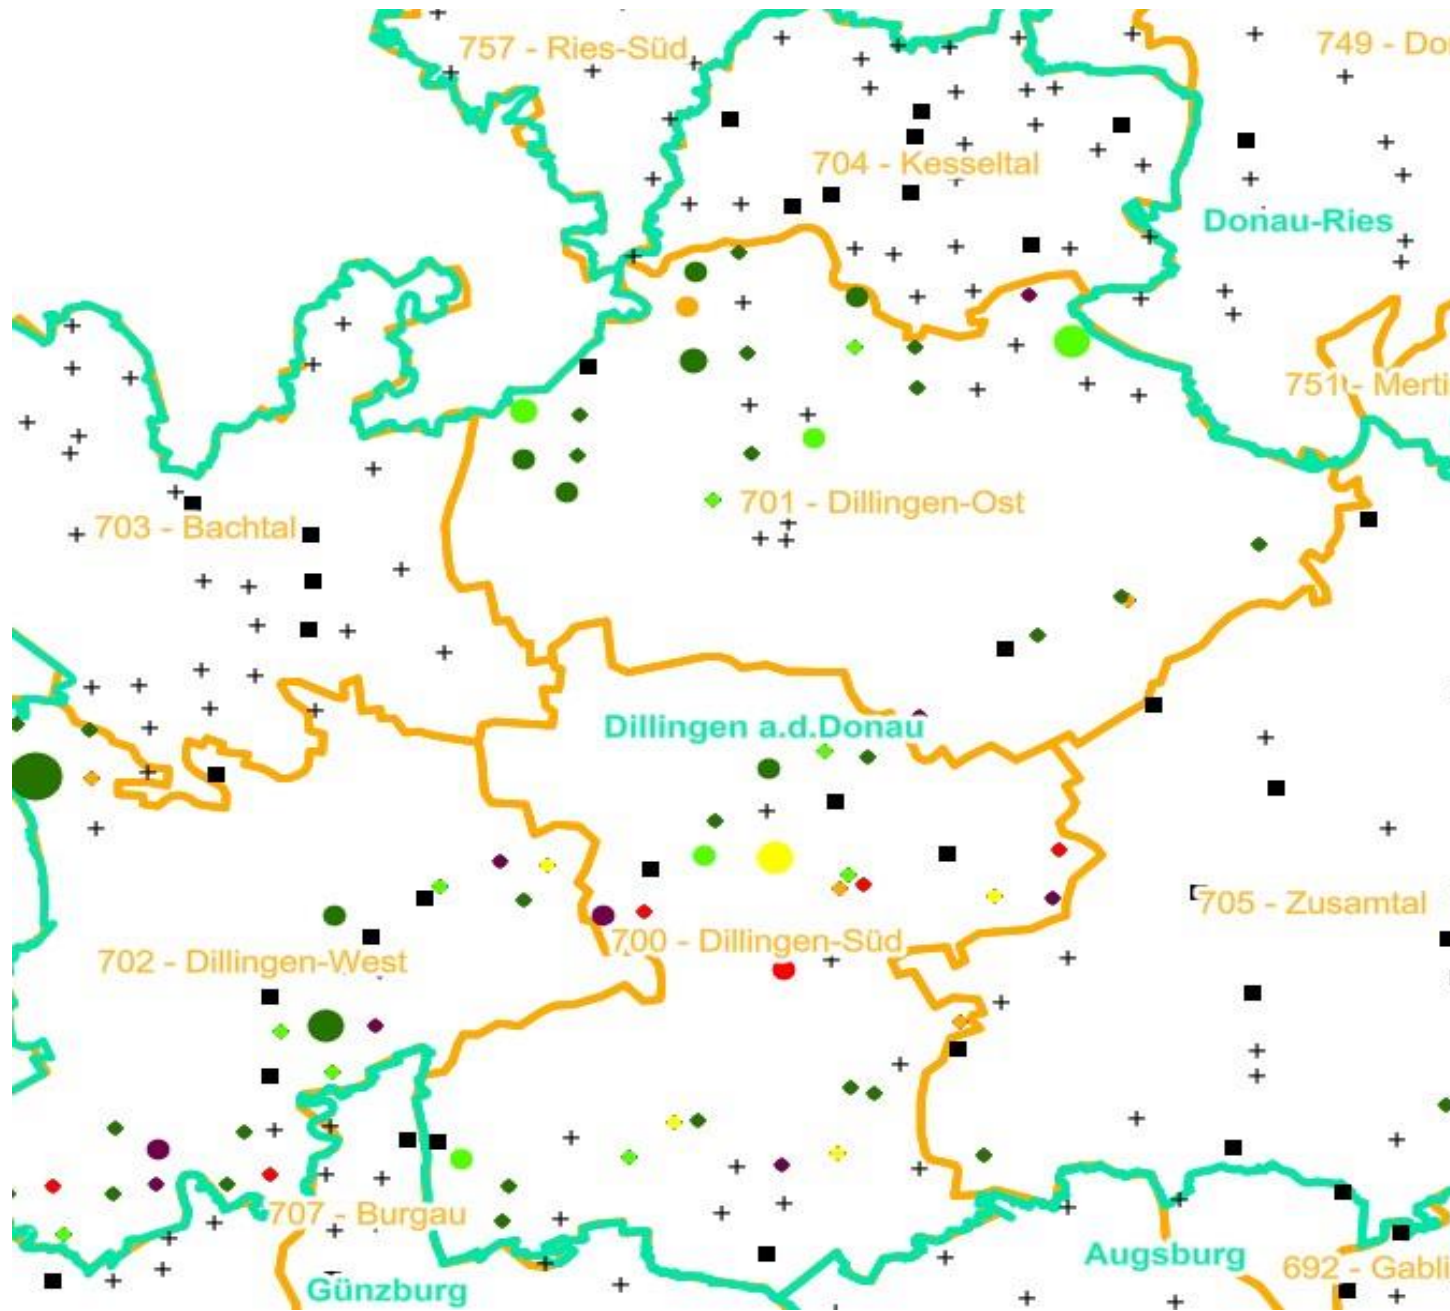 757 - Ries-Süd
749 - Do
704 - Kesseltal
Donau-Ries
751 - Merti
701 - Dillingen-Ost
703 - Bachtal
Dillingen a.d.Donau
705 - Zusamtal
700 - Dillingen-Süd
702 - Dillingen-West
707 - Burgau
Augsburg
692 - Gabli
Günzburg